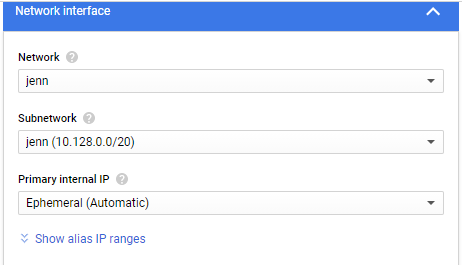 Network interface
Network
jenn
Subnetwork
jenn (10.128.0.0/20)
Primary internal IP
Ephemeral (Automatic)
Show alias IP ranges